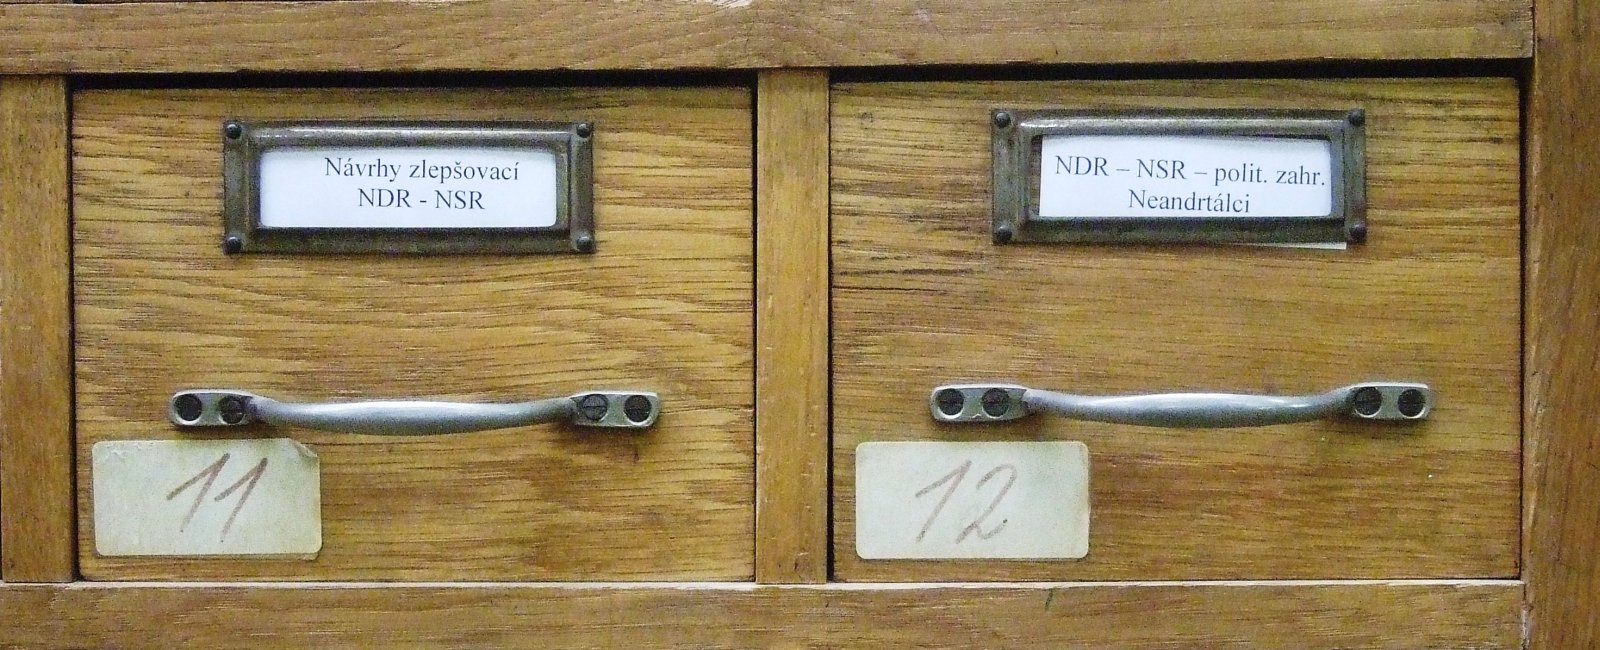 Návrhy zlepšovací
NDR - NSR
NDR – NSR – polit. zahr.
Neandrtálci
11
12